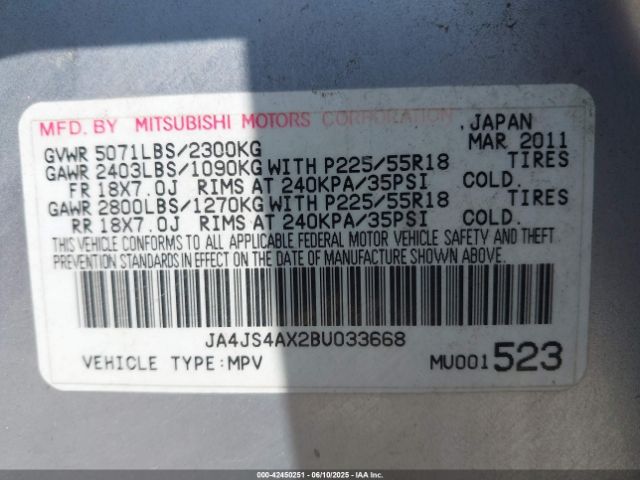 MFD. BY MITSUBISHI MOTORS CORPORATION, JAPAN
GVWR 5071LBS/2300KG MAR 2011
GAWR 2403LBS/1090KG WITH P225/55R18 TIRES
FR 18X7.0J RIMS AT 240KPA/35PSI COLD.
GAWR 2800LBS/1270KG WITH P225/55R18 TIRES
RR 18X7.0J RIMS AT 240KPA/35PSI COLD.
THIS VEHICLE CONFORMS TO ALL APPLICABLE FEDERAL MOTOR VEHICLE SAFETY AND THEFT
PREVENTION STANDARDS IN EFFECT ON THE DATE OF MANUFACTURE SHOWN ABOVE.
JA4JS4AX2BU033668
VEHICLE TYPE:MPV MU001523
000-42450251 - 06/10/2025 - IAAI.COM